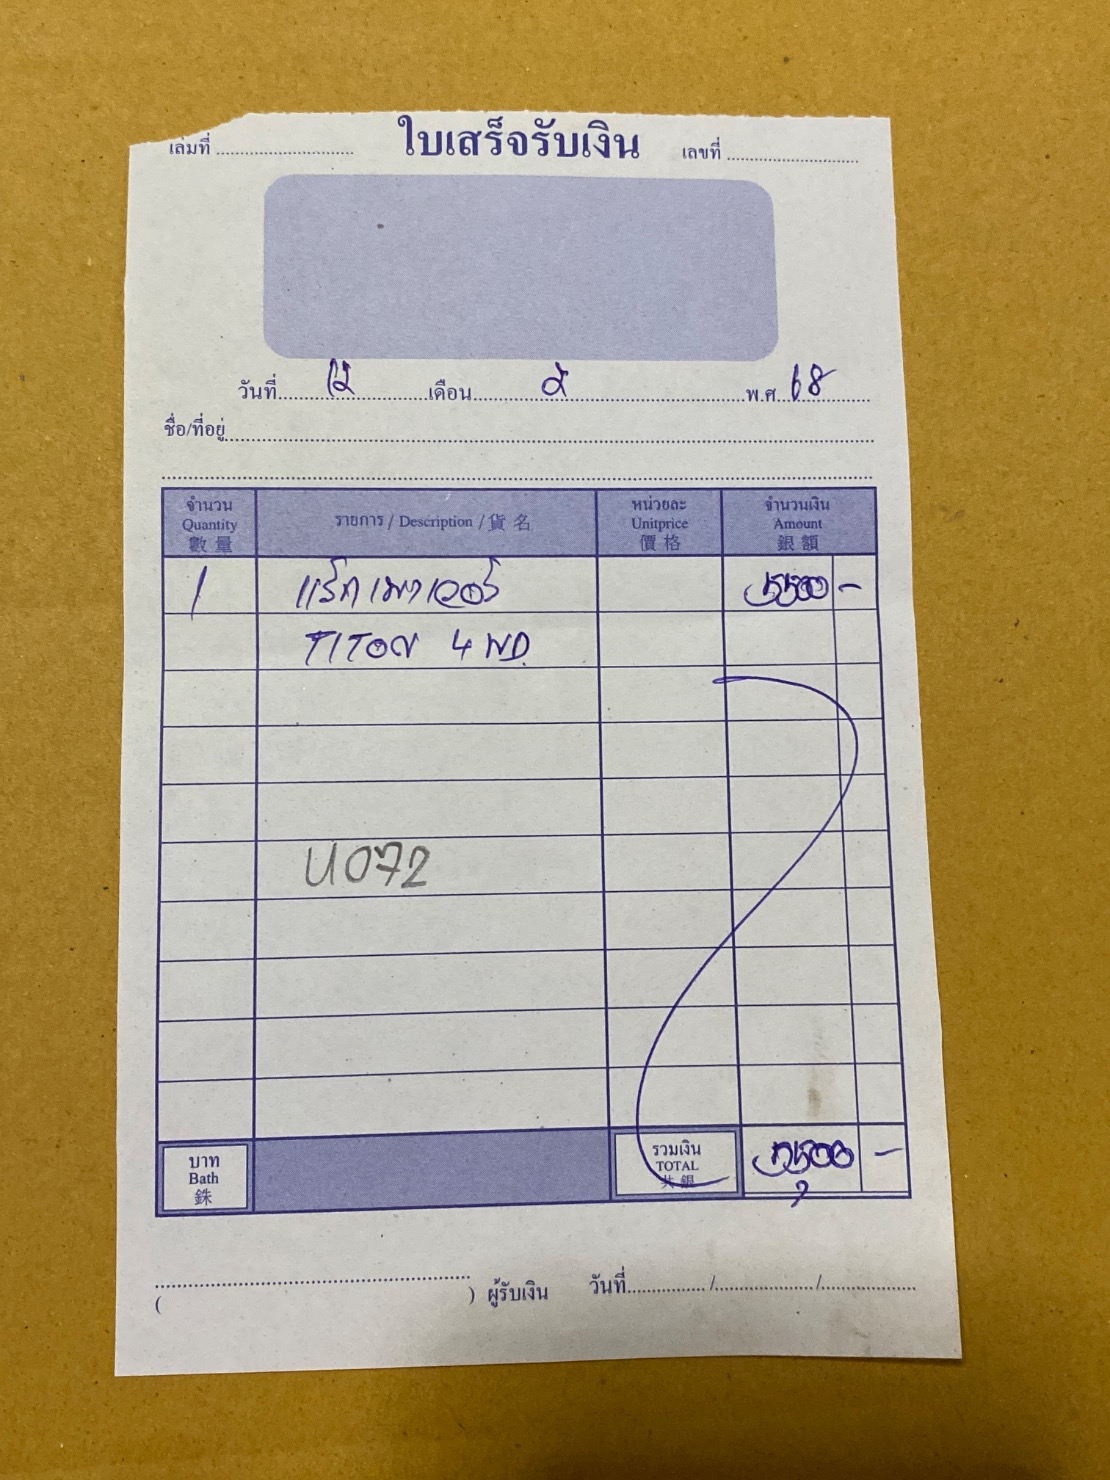 เล่มที่ ใบเสร็จรับเงิน เลขที่
วันที่ 12 เดือน พ.ศ. 68
ชื่อ/ที่อยู่
จำนวน รายการ / Description / 貨名 หน่วยละ จำนวนเงิน
Quantity Unitprice Amount
數量 價格 銀額
1 แร็คเพาเวอร์ 5500 -
TITON 4 WD.
U072
บาท รวมเงิน 5500 -
Bath TOTAL
銖 共銀
( ) ผู้รับเงิน วันที่ / /